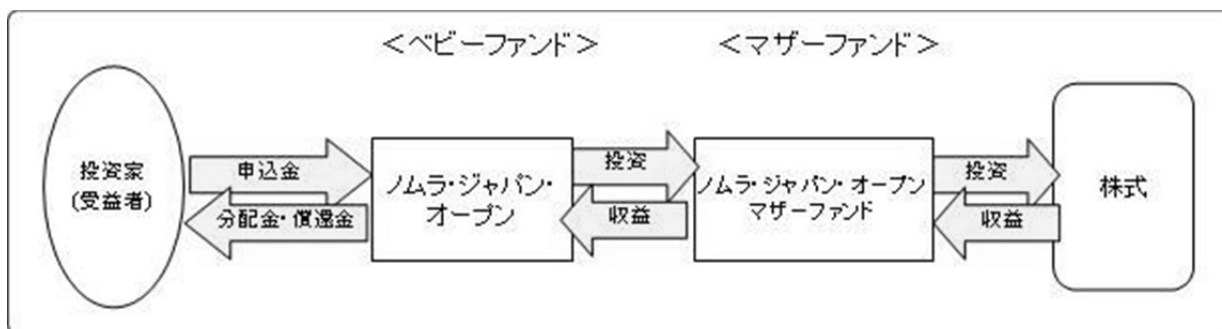 ＜ベビーファンド＞
＜マザーファンド＞
投資家
(受益者)
申込金
分配金・償還金
ノムラ・ジャパン・
オープン
投資
収益
ノムラ・ジャパン・オープン
マザーファンド
投資
収益
株式